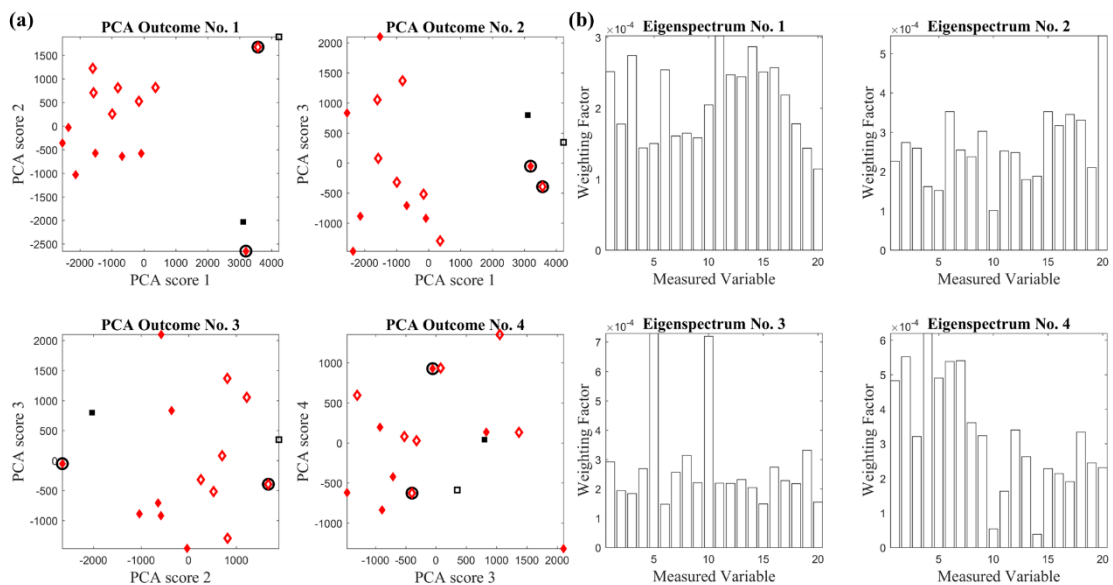 (a)
PCA Outcome No. 1
1500
1000
500
0
-500
-1000
-1500
-2000
-2500
PCA score 2
-2000 -1000 0 1000 2000 3000 4000
PCA score 1
PCA Outcome No. 2
2000
1500
1000
500
0
-500
-1000
PCA score 3
-2000 -1000 0 1000 2000 3000 4000
PCA score 1
PCA Outcome No. 3
2000
1500
1000
500
0
-500
-1000
PCA score 3
-2000 -1000 0 1000
PCA score 2
PCA Outcome No. 4
1000
500
0
-500
-1000
PCA score 4
-1000 -500 0 500 1000 1500 2000
PCA score 3
(b)
Eigenspectrum No. 1
×10⁻⁴
3
2
1
0
Weighting Factor
5 10 15 20
Measured Variable
Eigenspectrum No. 2
×10⁻⁴
5
4
3
2
1
0
Weighting Factor
5 10 15 20
Measured Variable
Eigenspectrum No. 3
×10⁻⁴
7
6
5
4
3
2
1
0
Weighting Factor
5 10 15 20
Measured Variable
Eigenspectrum No. 4
×10⁻⁴
6
5
4
3
2
1
0
Weighting Factor
5 10 15 20
Measured Variable